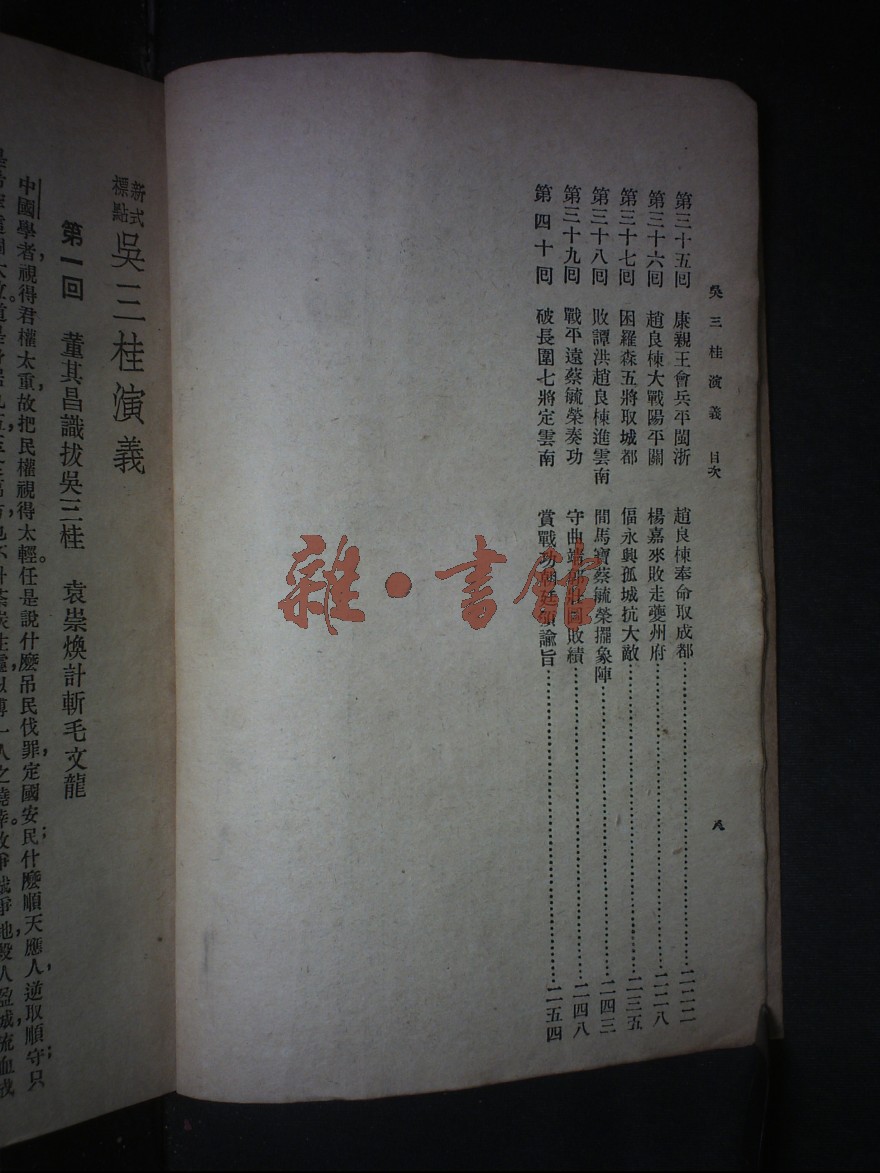 吳三桂演義 目次 八
第三十五回 康親王會兵平閩浙 趙良棟奉命取成都 二二二
第三十六回 趙良棟大戰陽平關 楊嘉來敗走夔州府 二二八
第三十七回 困羅森五將取城都 偪永興孤城抗大敵 二三五
第三十八回 敗譚洪趙良棟進雲南 間馬寶蔡毓榮擺象陣 二四三
第三十九回 戰平遠蔡毓榮奏功 守曲靖 敗績 二四八
第四十回 破長圍七將定雲南 賞戰功 諭旨 二五四
雜·書館
新式標點 吳三桂演義
第一回 董其昌識拔吳三桂 袁崇煥計斬毛文龍
中國學者,視得君權太重,故把民權視得太輕。任是說什麼吊民伐罪,定國安民;什麼順天應人,逆取順守;只